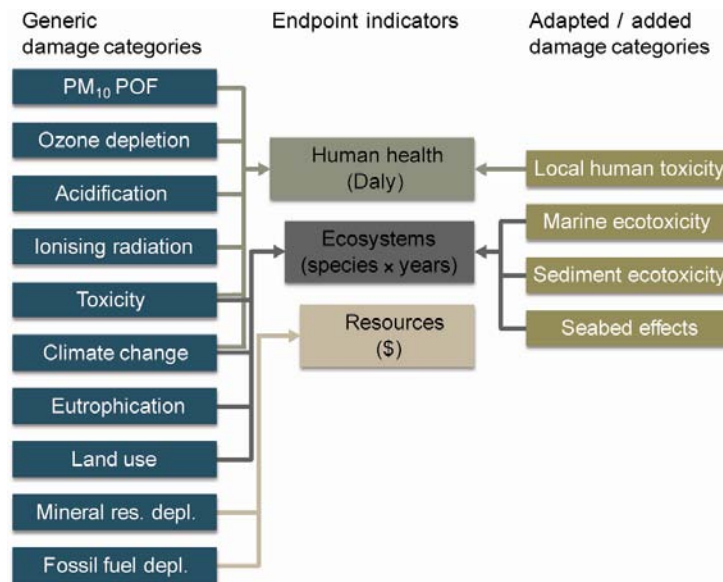 Generic
damage categories
Endpoint indicators
Adapted / added
damage categories
PM₁₀ POF
Ozone depletion
Acidification
Ionising radiation
Toxicity
Climate change
Eutrophication
Land use
Mineral res. depl.
Fossil fuel depl.
Human health
(Daly)
Ecosystems
(species × years)
Resources
($)
Local human toxicity
Marine ecotoxicity
Sediment ecotoxicity
Seabed effects